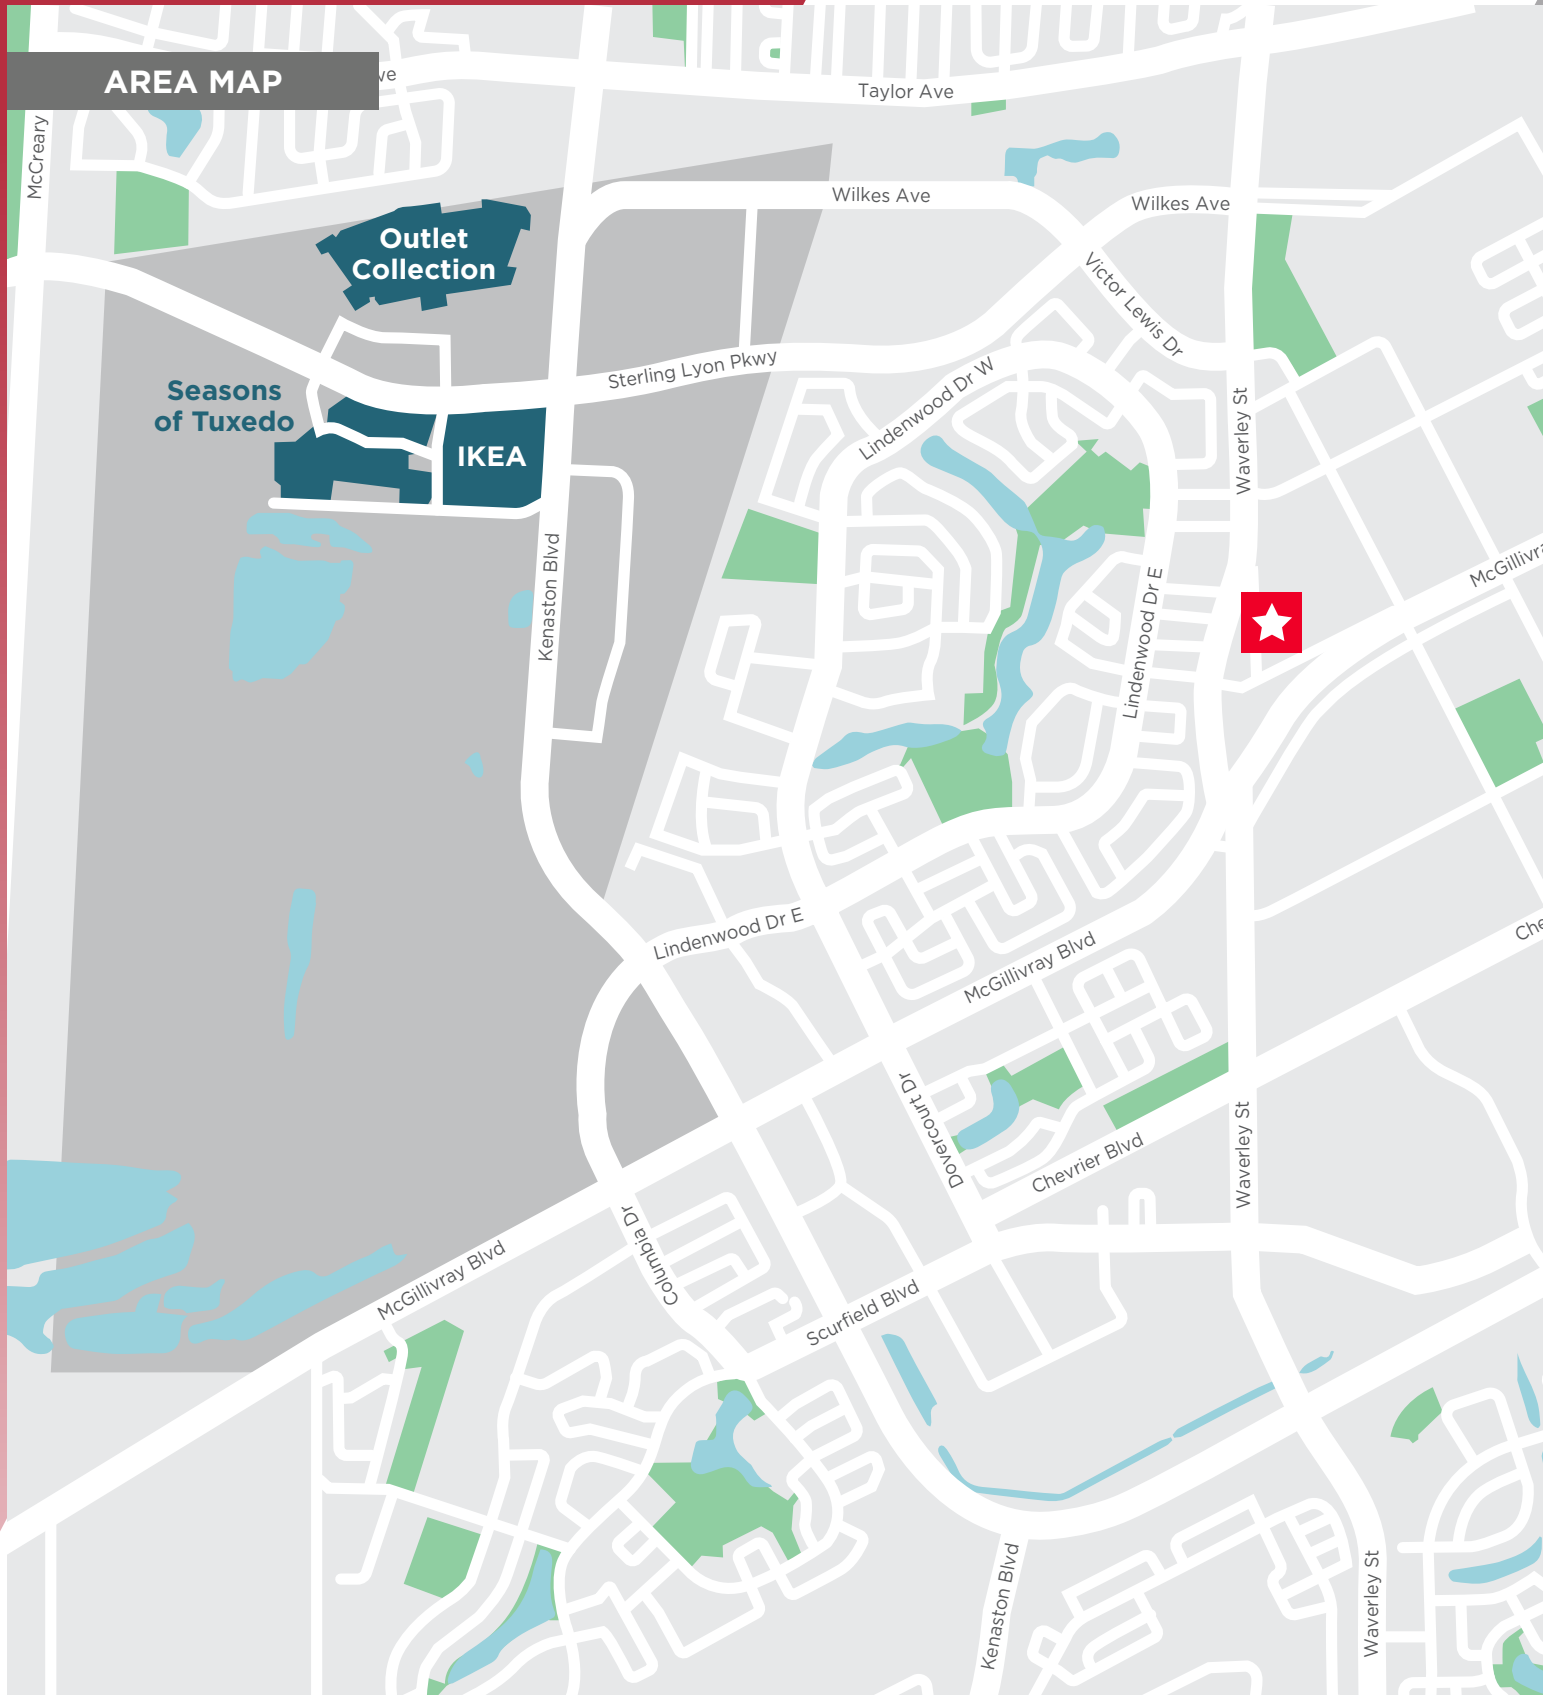 AREA MAP
ve
Taylor Ave
McCreary
Wilkes Ave
Wilkes Ave
Outlet
Collection
Victor Lewis Dr
Sterling Lyon Pkwy
Lindenwood Dr W
Seasons
of Tuxedo
IKEA
Waverley St
Kenaston Blvd
McGillivra
Lindenwood Dr E
Lindenwood Dr E
Che
McGillivray Blvd
Dovercourt Dr
Chevrier Blvd
Waverley St
Columbia Dr
McGillivray Blvd
Scurfield Blvd
Kenaston Blvd
Waverley St